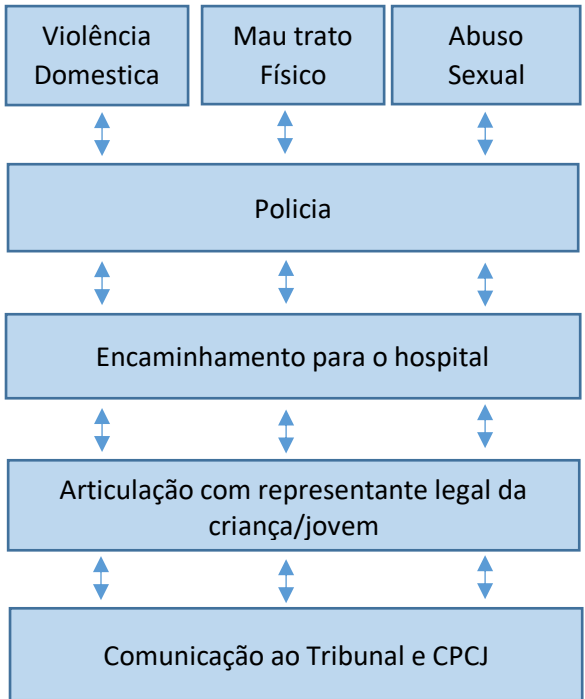 Violência
Domestica
Mau trato
Físico
Abuso
Sexual
Policia
Encaminhamento para o hospital
Articulação com representante legal da
criança/jovem
Comunicação ao Tribunal e CPCJ